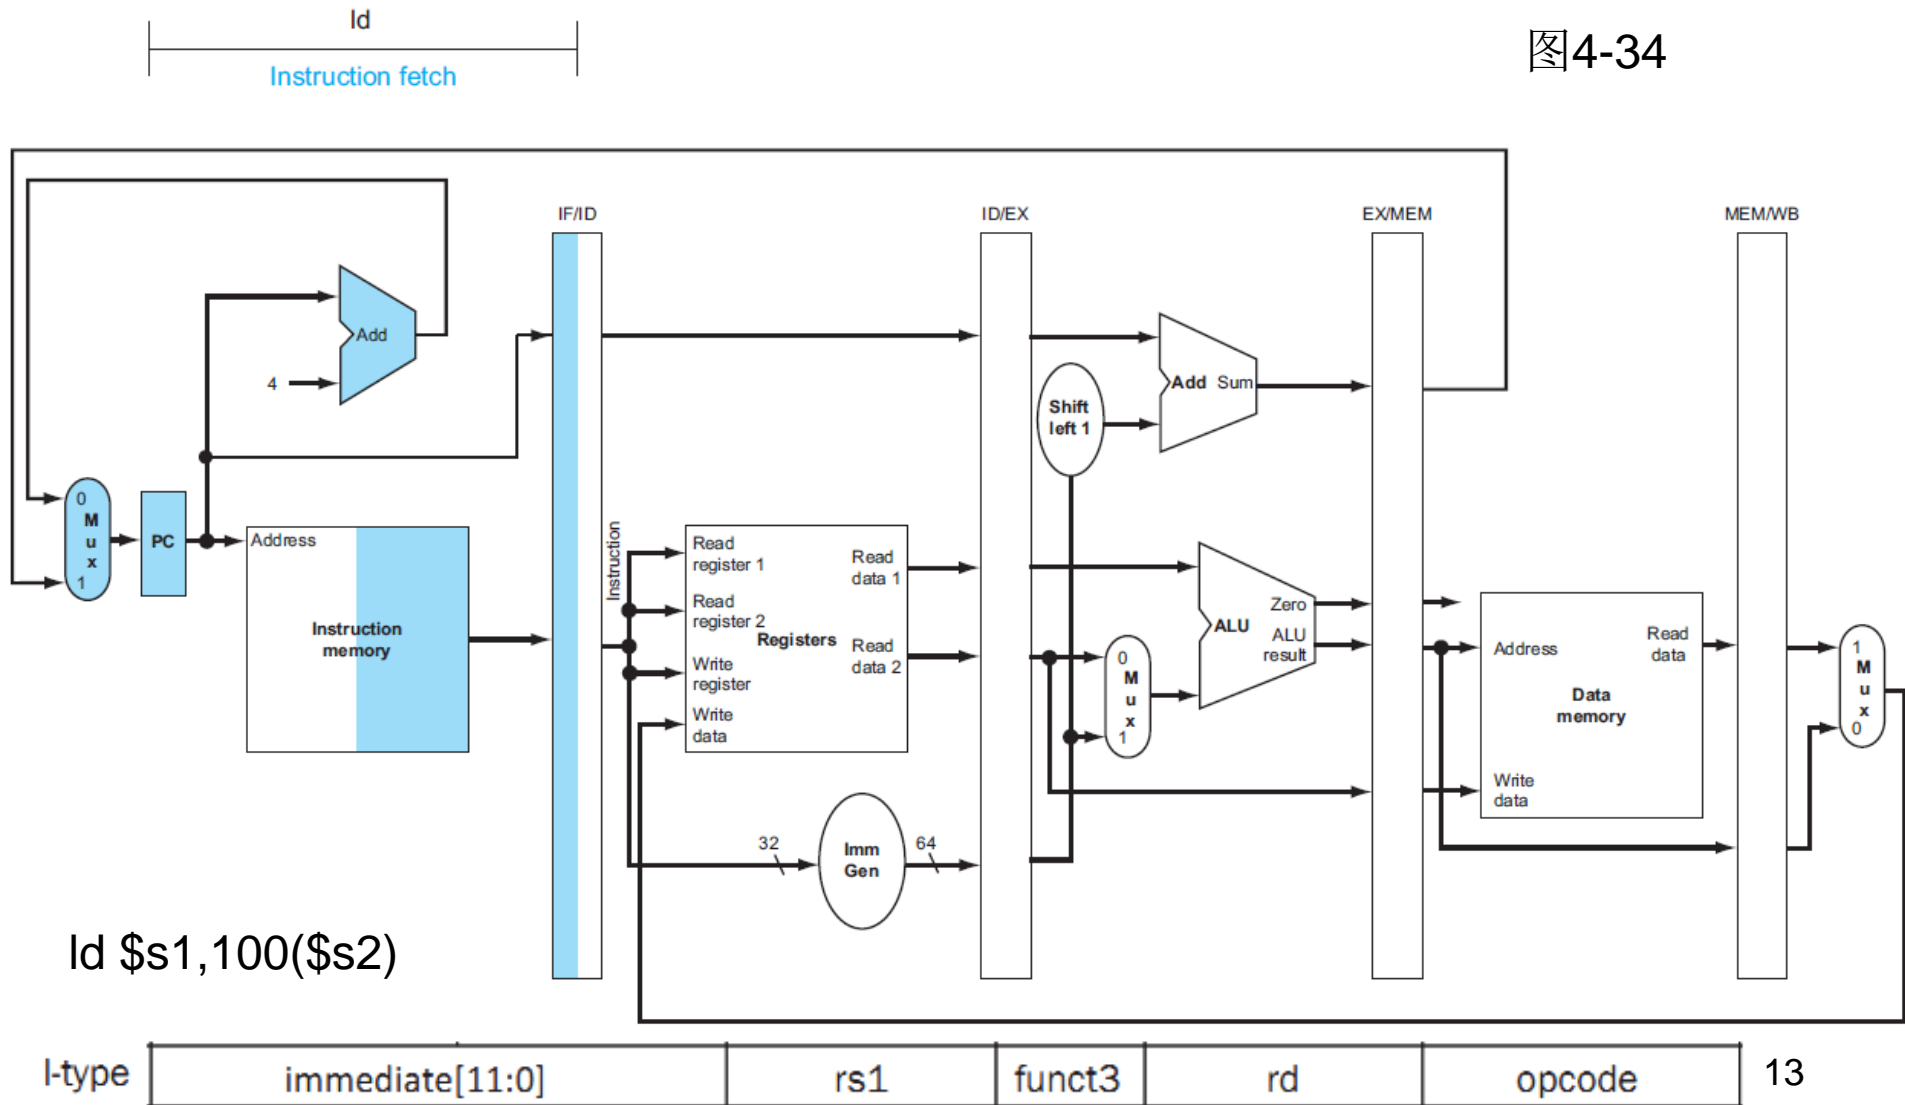 ld
Instruction fetch
图4-34
IF/ID
ID/EX
EX/MEM
MEM/WB
Add
4
Add Sum
Shift
left 1
0
M
u
x
1
PC
Address
Instruction
memory
Instruction
Read
register 1
Read
register 2
Write
register
Write
data
Registers
Read
data 1
Read
data 2
0
M
u
x
1
ALU
Zero
ALU
result
Address
Read
data
Data
memory
Write
data
1
M
u
x
0
32
Imm
Gen
64
ld $s1,100($s2)
I-type immediate[11:0] rs1 funct3 rd opcode
13